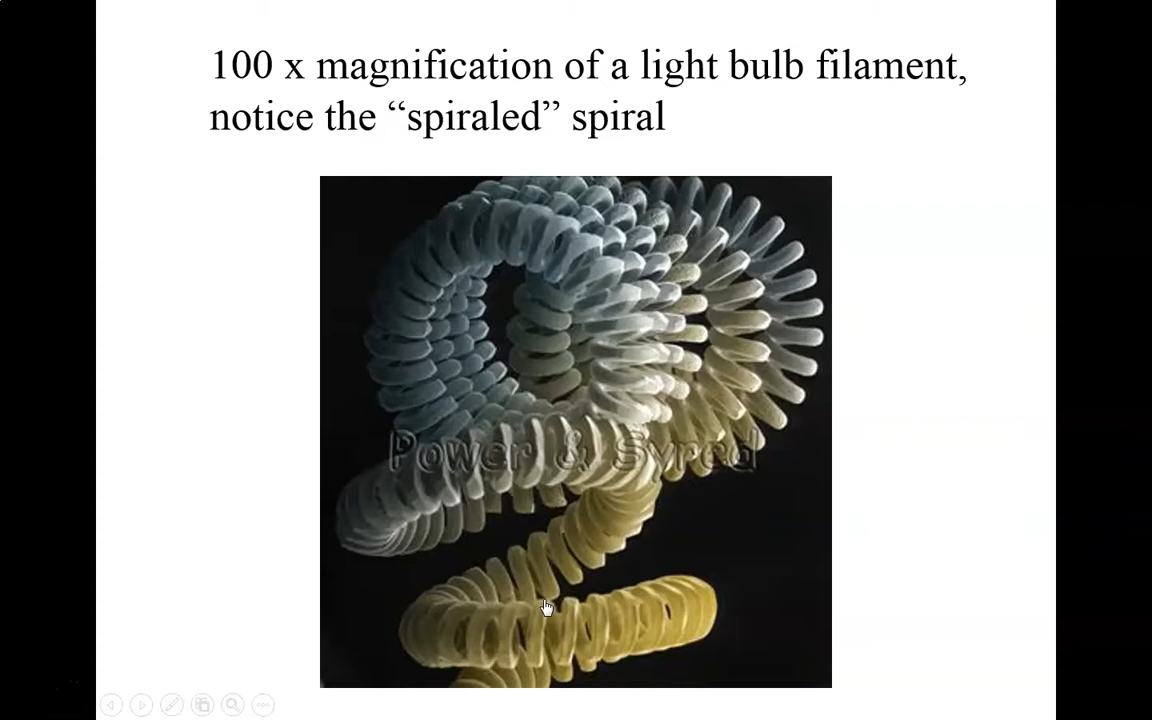 100 x magnification of a light bulb filament,
notice the “spiraled” spiral
Power & Syred